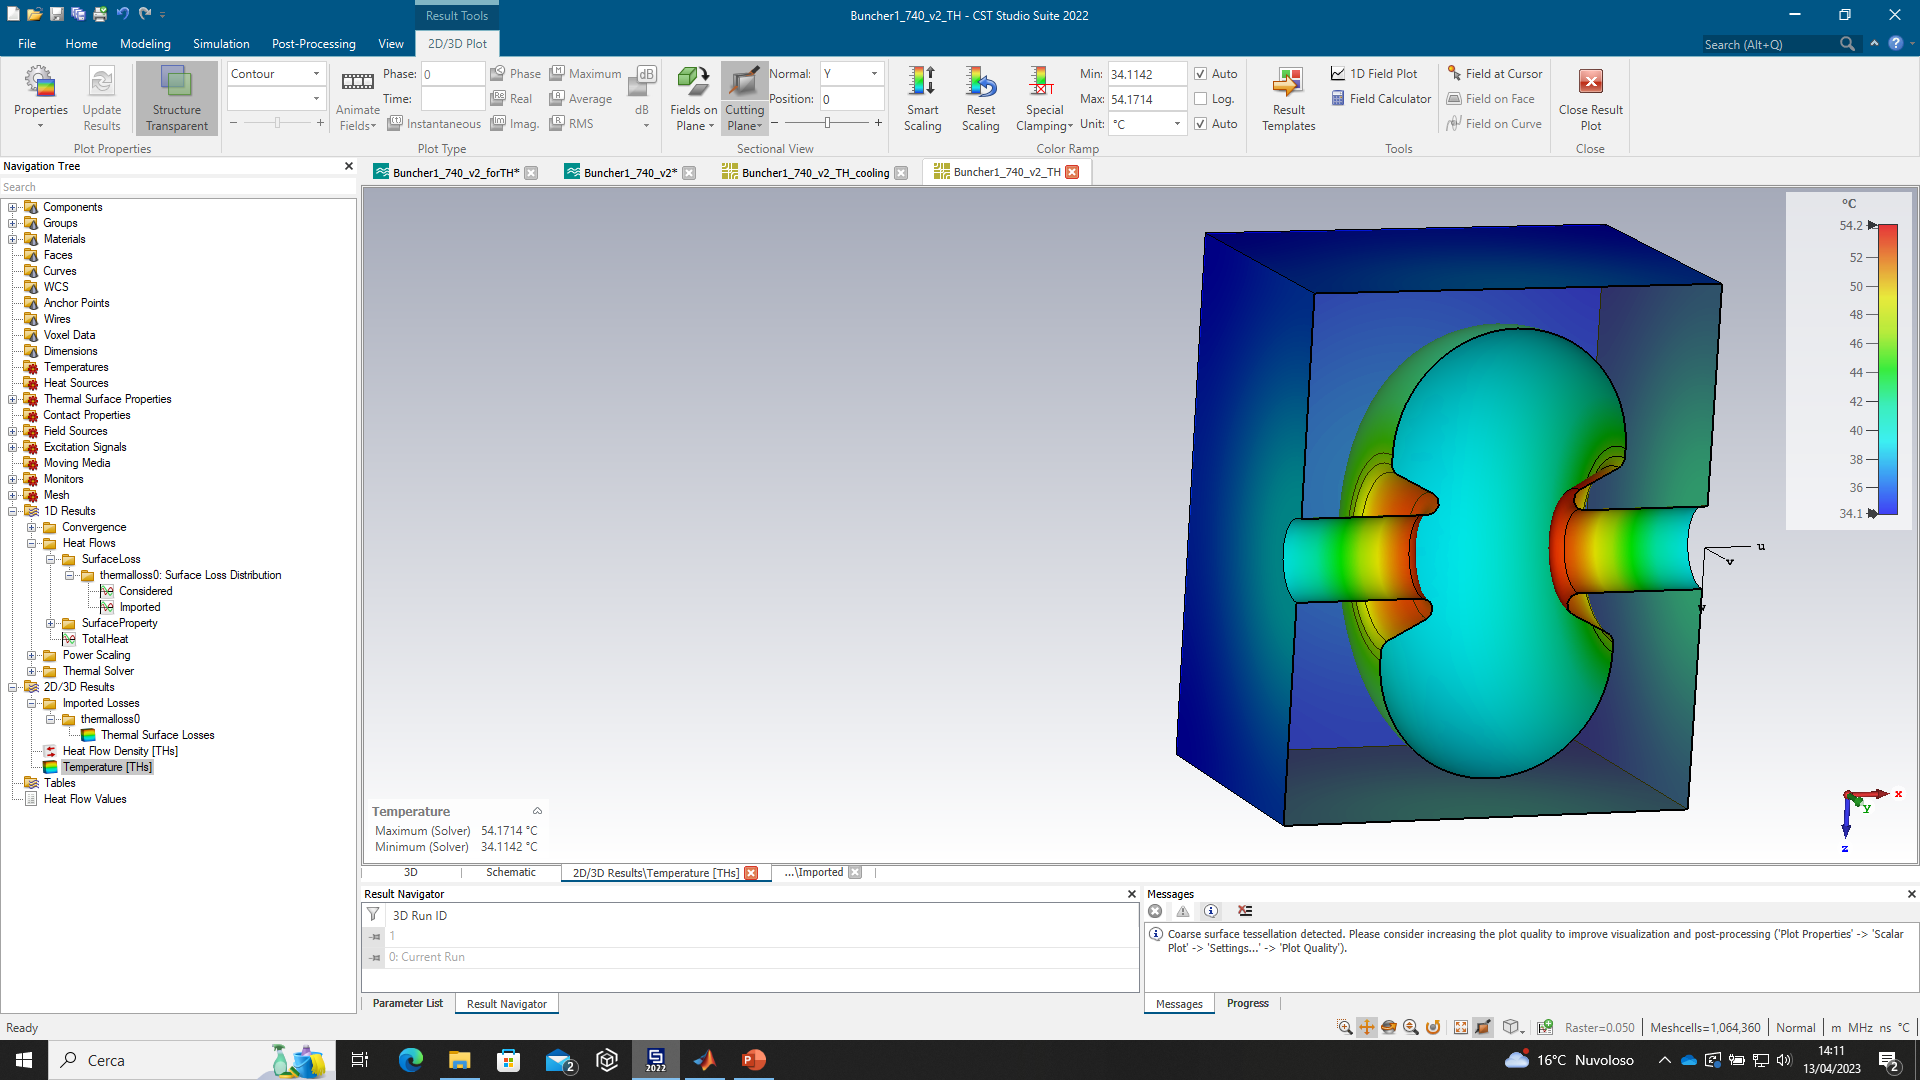 Result Tools
Buncher1_740_v2_TH - CST Studio Suite 2022
File Home Modeling Simulation Post-Processing View 2D/3D Plot
Search (Alt+Q)
Properties
Update Results
Structure Transparent
Plot Properties
Contour
Animate Fields
Phase: 0
Time:
Phase Maximum
Real Average
Instantaneous Imag. RMS
dB
dB
Plot Type
Fields on Plane
Cutting Plane
Normal: Y
Position: 0
Sectional View
Smart Scaling
Reset Scaling
Special Clamping
Min: 34.1142 Auto
Max: 54.1714 Log.
Unit: °C Auto
Color Ramp
Result Templates
1D Field Plot
Field Calculator
Field at Cursor
Field on Face
Field on Curve
Tools
Close Result Plot
Close
Navigation Tree
Search
Components
Groups
Materials
Faces
Curves
WCS
Anchor Points
Wires
Voxel Data
Dimensions
Temperatures
Heat Sources
Thermal Surface Properties
Contact Properties
Field Sources
Excitation Signals
Moving Media
Monitors
Mesh
1D Results
Convergence
Heat Flows
SurfaceLoss
thermalloss0: Surface Loss Distribution
Considered
Imported
SurfaceProperty
TotalHeat
Power Scaling
Thermal Solver
2D/3D Results
Imported Losses
thermalloss0
Thermal Surface Losses
Heat Flow Density [THs]
Temperature [THs]
Tables
Heat Flow Values
Buncher1_740_v2_forTH* Buncher1_740_v2* Buncher1_740_v2_TH_cooling Buncher1_740_v2_TH
°C
54.2
52
50
48
46
44
42
40
38
36
34.1
u
v
w
x
y
z
Temperature
Maximum (Solver) 54.1714 °C
Minimum (Solver) 34.1142 °C
3D Schematic 2D/3D Results\Temperature [THs] ...\Imported
Result Navigator
3D Run ID
1
0: Current Run
Parameter List Result Navigator
Messages
Coarse surface tessellation detected. Please consider increasing the plot quality to improve visualization and post-processing ('Plot Properties' -> 'Scalar
Plot' -> 'Settings...' -> 'Plot Quality').
Messages Progress
Ready
Raster=0.050 Meshcells=1,064,360 Normal m MHz ns °C
Cerca
2
2022
16°C Nuvoloso
14:11
13/04/2023
2